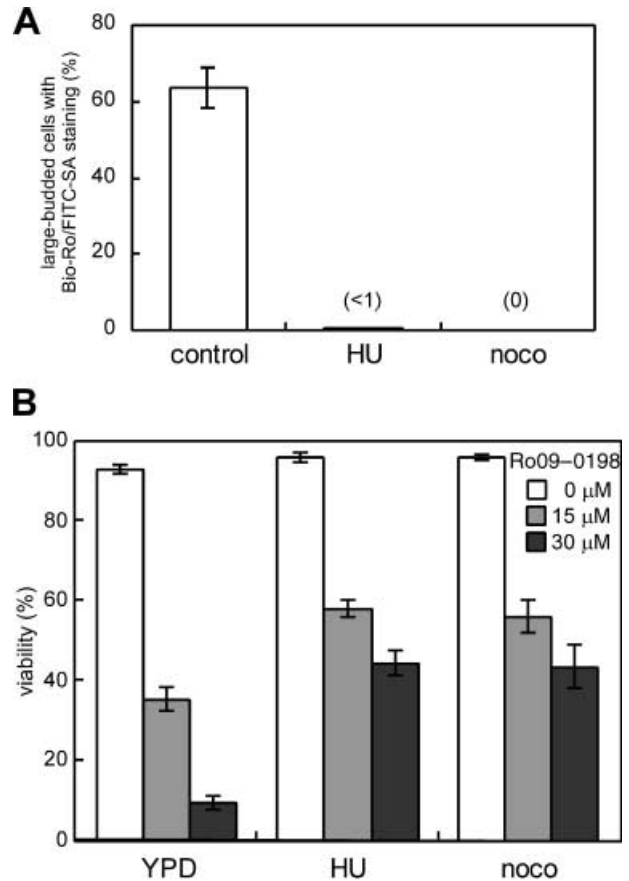 A
large-budded cells with
Bio-Ro/FITC-SA staining (%)
80
60
40
20
0
(<1)
(0)
control HU noco
B
viability (%)
100
80
60
40
20
0
Ro09–0198
0 μM
15 μM
30 μM
YPD HU noco